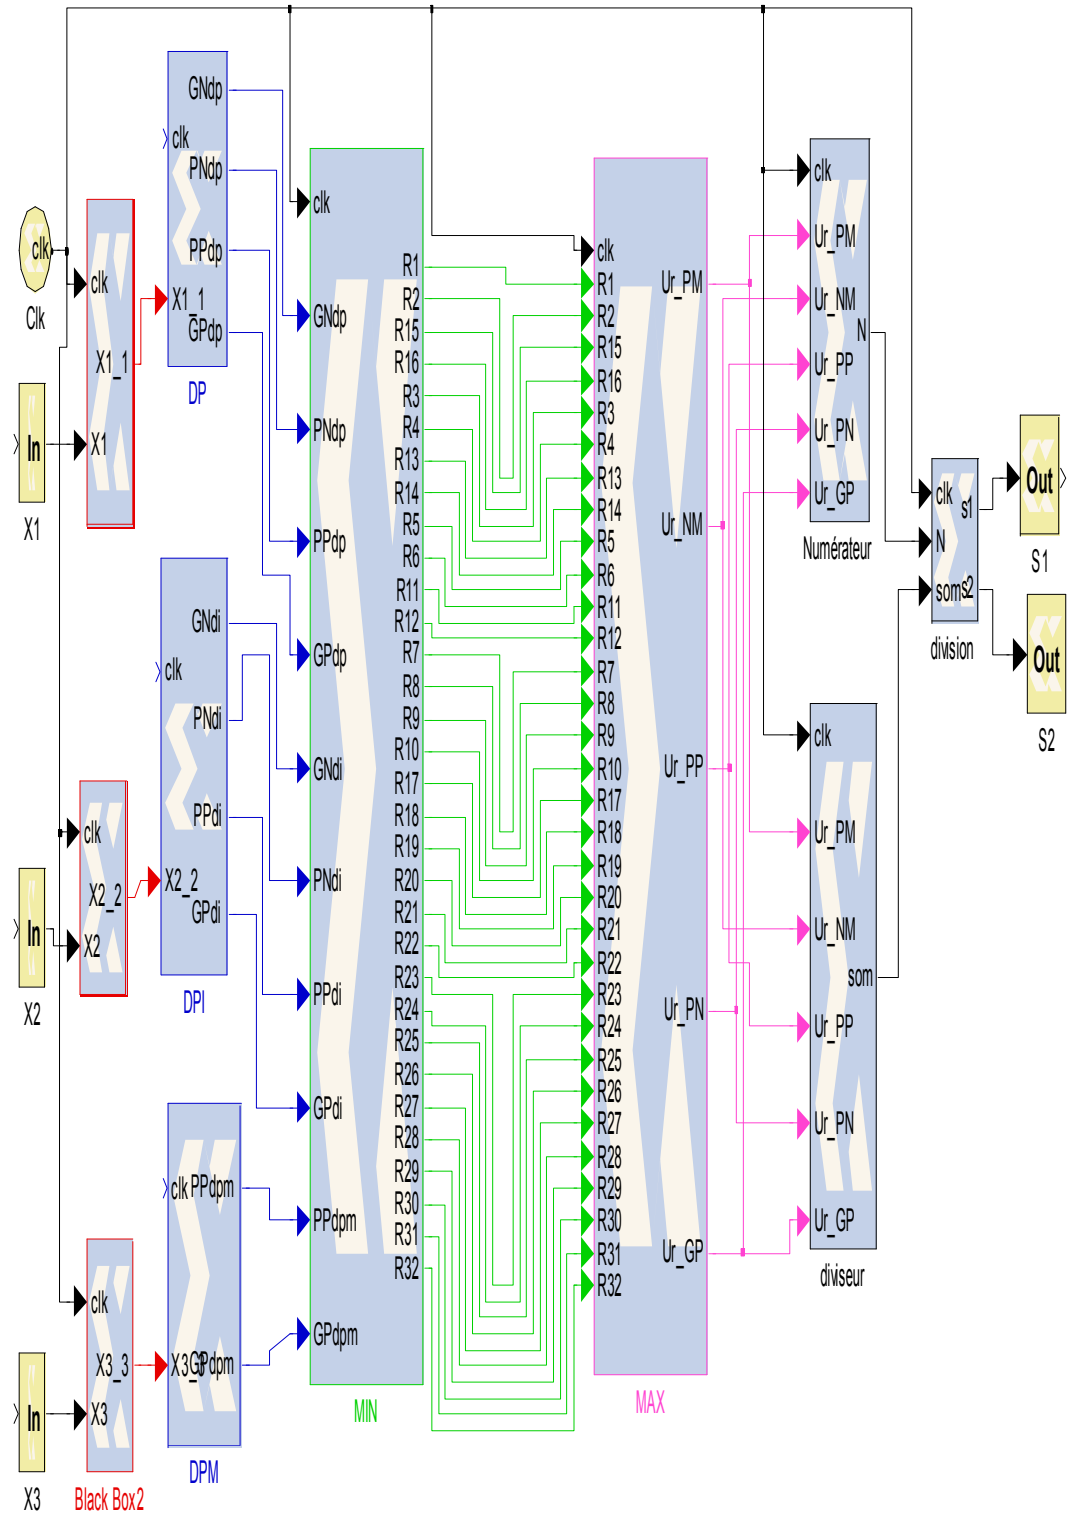 clk
Clk
In
X1
clk
X1_1
X1
GNdp
clk
PNdp
PPdp
X1_1
GPdp
DP
In
X2
clk
X2_2
X2
GNdi
clk
PNdi
PPdi
X2_2
GPdi
DPI
In
X3
clk
X3_3
X3
Black Box2
clk
PPdpm
X3_3
GPdpm
DPM
clk
GNdp
PNdp
PPdp
GPdp
GNdi
PNdi
PPdi
GPdi
PPdpm
GPdpm
R1
R2
R15
R16
R3
R4
R13
R14
R5
R6
R11
R12
R7
R8
R9
R10
R17
R18
R19
R20
R21
R22
R23
R24
R25
R26
R27
R28
R29
R30
R31
R32
MIN
clk
R1
R2
R15
R16
R3
R4
R13
R14
R5
R6
R11
R12
R7
R8
R9
R10
R17
R18
R19
R20
R21
R22
R23
R24
R25
R26
R27
R28
R29
R30
R31
R32
Ur_PM
Ur_NM
Ur_PP
Ur_PN
Ur_GP
MAX
clk
Ur_PM
Ur_NM
Ur_PP
Ur_PN
Ur_GP
N
Numérateur
clk
Ur_PM
Ur_NM
Ur_PP
Ur_PN
Ur_GP
som
diviseur
clk
N
som
s1
s2
division
Out
S1
Out
S2